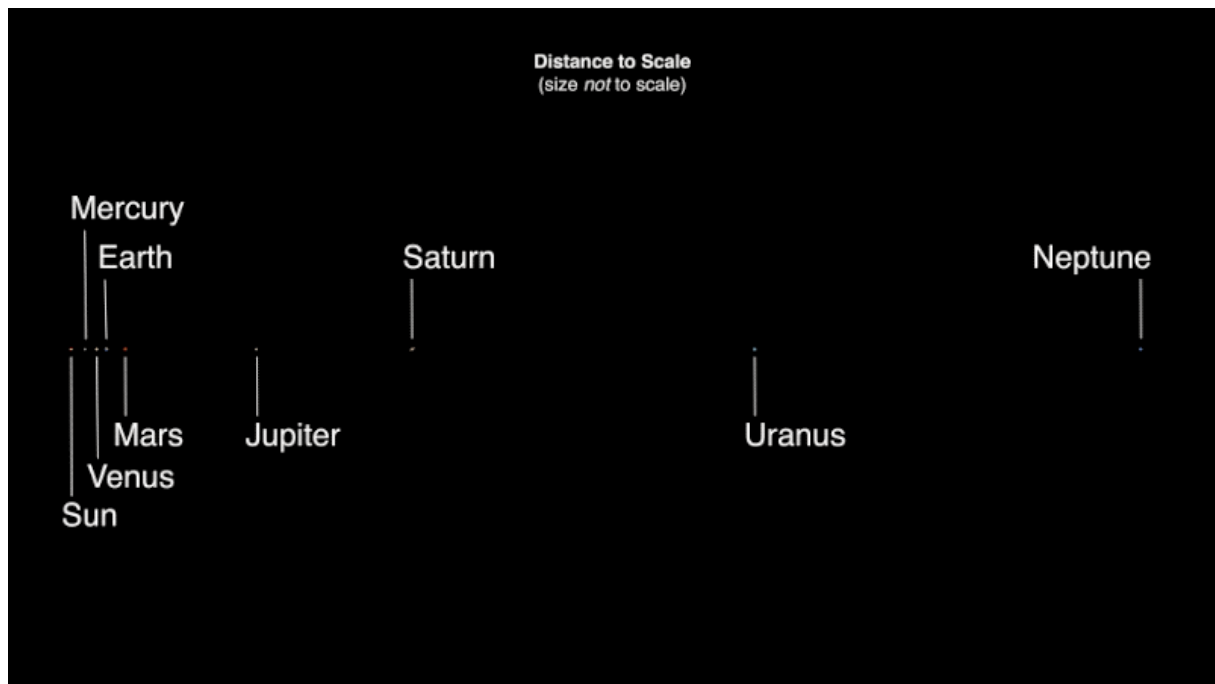 Distance to Scale
(size not to scale)
Mercury
Earth
Saturn
Neptune
Mars
Jupiter
Uranus
Venus
Sun